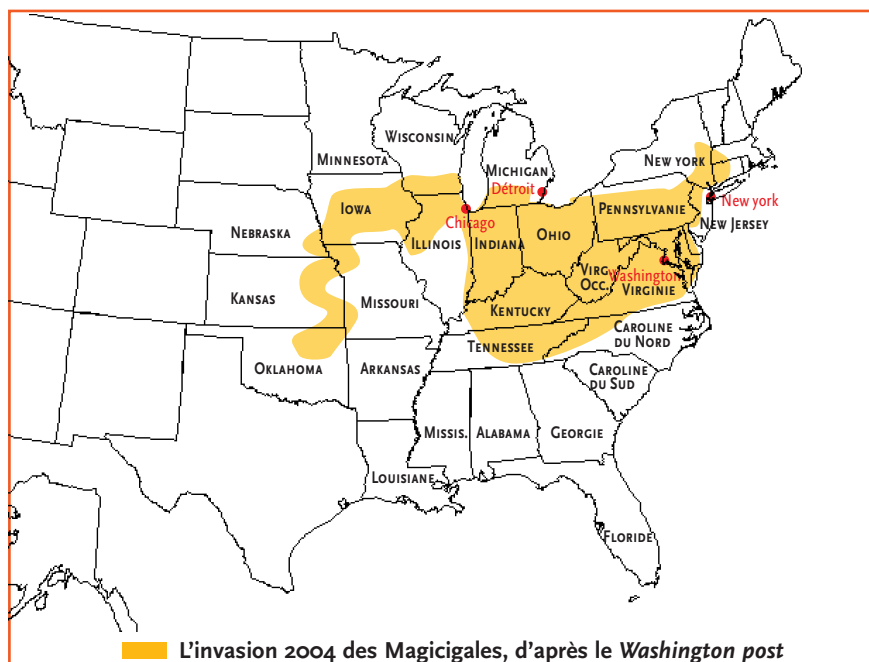 Wisconsin
Minnesota
Michigan
New york
Détroit
Iowa
Pennsylvanie
New york
Chicago
Nebraska
Illinois
Indiana
Ohio
New Jersey
Virg.
Occ.
Washington
Kansas
Missouri
Virginie
Kentucky
Caroline
du Nord
Tennessee
Oklahoma
Arkansas
Caroline
du Sud
Missis.
Alabama
Georgie
Louisiane
Floride
L'invasion 2004 des Magicigales, d'après le Washington post